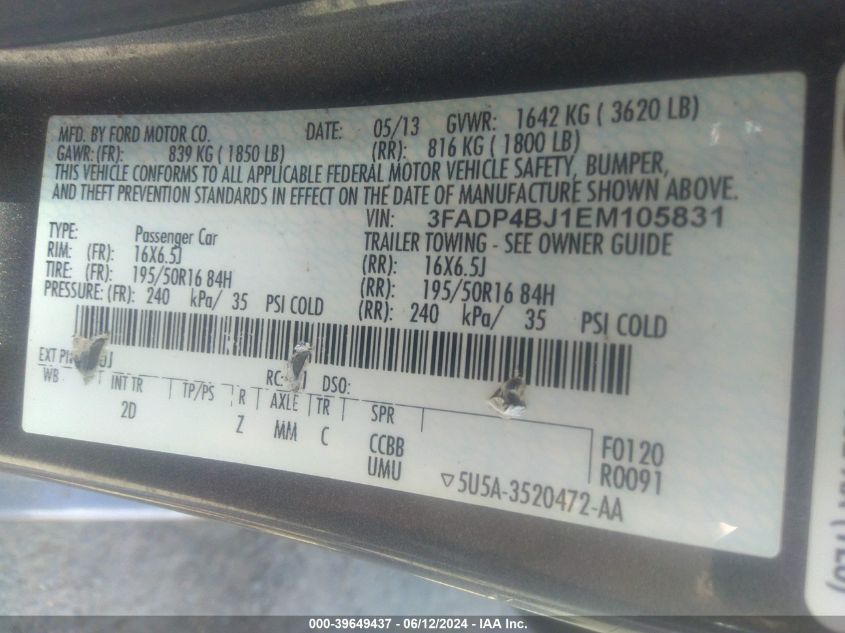 MFD. BY FORD MOTOR CO. DATE: 05/13 GVWR: 1642 KG ( 3620 LB)
GAWR: (FR): 839 KG ( 1850 LB) (RR): 816 KG ( 1800 LB)
THIS VEHICLE CONFORMS TO ALL APPLICABLE FEDERAL MOTOR VEHICLE SAFETY, BUMPER,
AND THEFT PREVENTION STANDARDS IN EFFECT ON THE DATE OF MANUFACTURE SHOWN ABOVE.
VIN: 3FADP4BJ1EM105831
TYPE: Passenger Car TRAILER TOWING - SEE OWNER GUIDE
RIM: (FR): 16X6.5J (RR): 16X6.5J
TIRE: (FR): 195/50R16 84H (RR): 195/50R16 84H
PRESSURE: (FR): 240 kPa/ 35 PSI COLD (RR): 240 kPa/ 35 PSI COLD
EXT RC: DSO:
WB INT TR TP/PS R AXLE TR SPR
2D Z MM C CCBB F0120
UMU R0091
5U5A-3520472-AA
000-39649437 - 06/12/2024 - IAA Inc.